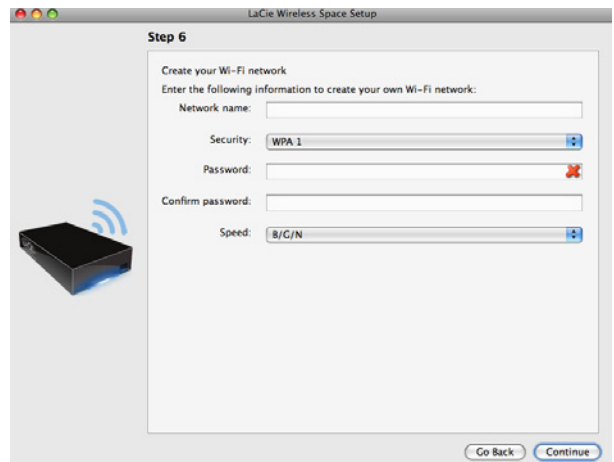 LaCie Wireless Space Setup
Step 6
Create your Wi-Fi network
Enter the following information to create your own Wi-Fi network:
Network name:
Security: WPA 1
Password:
Confirm password:
Speed: B/G/N
Go Back Continue